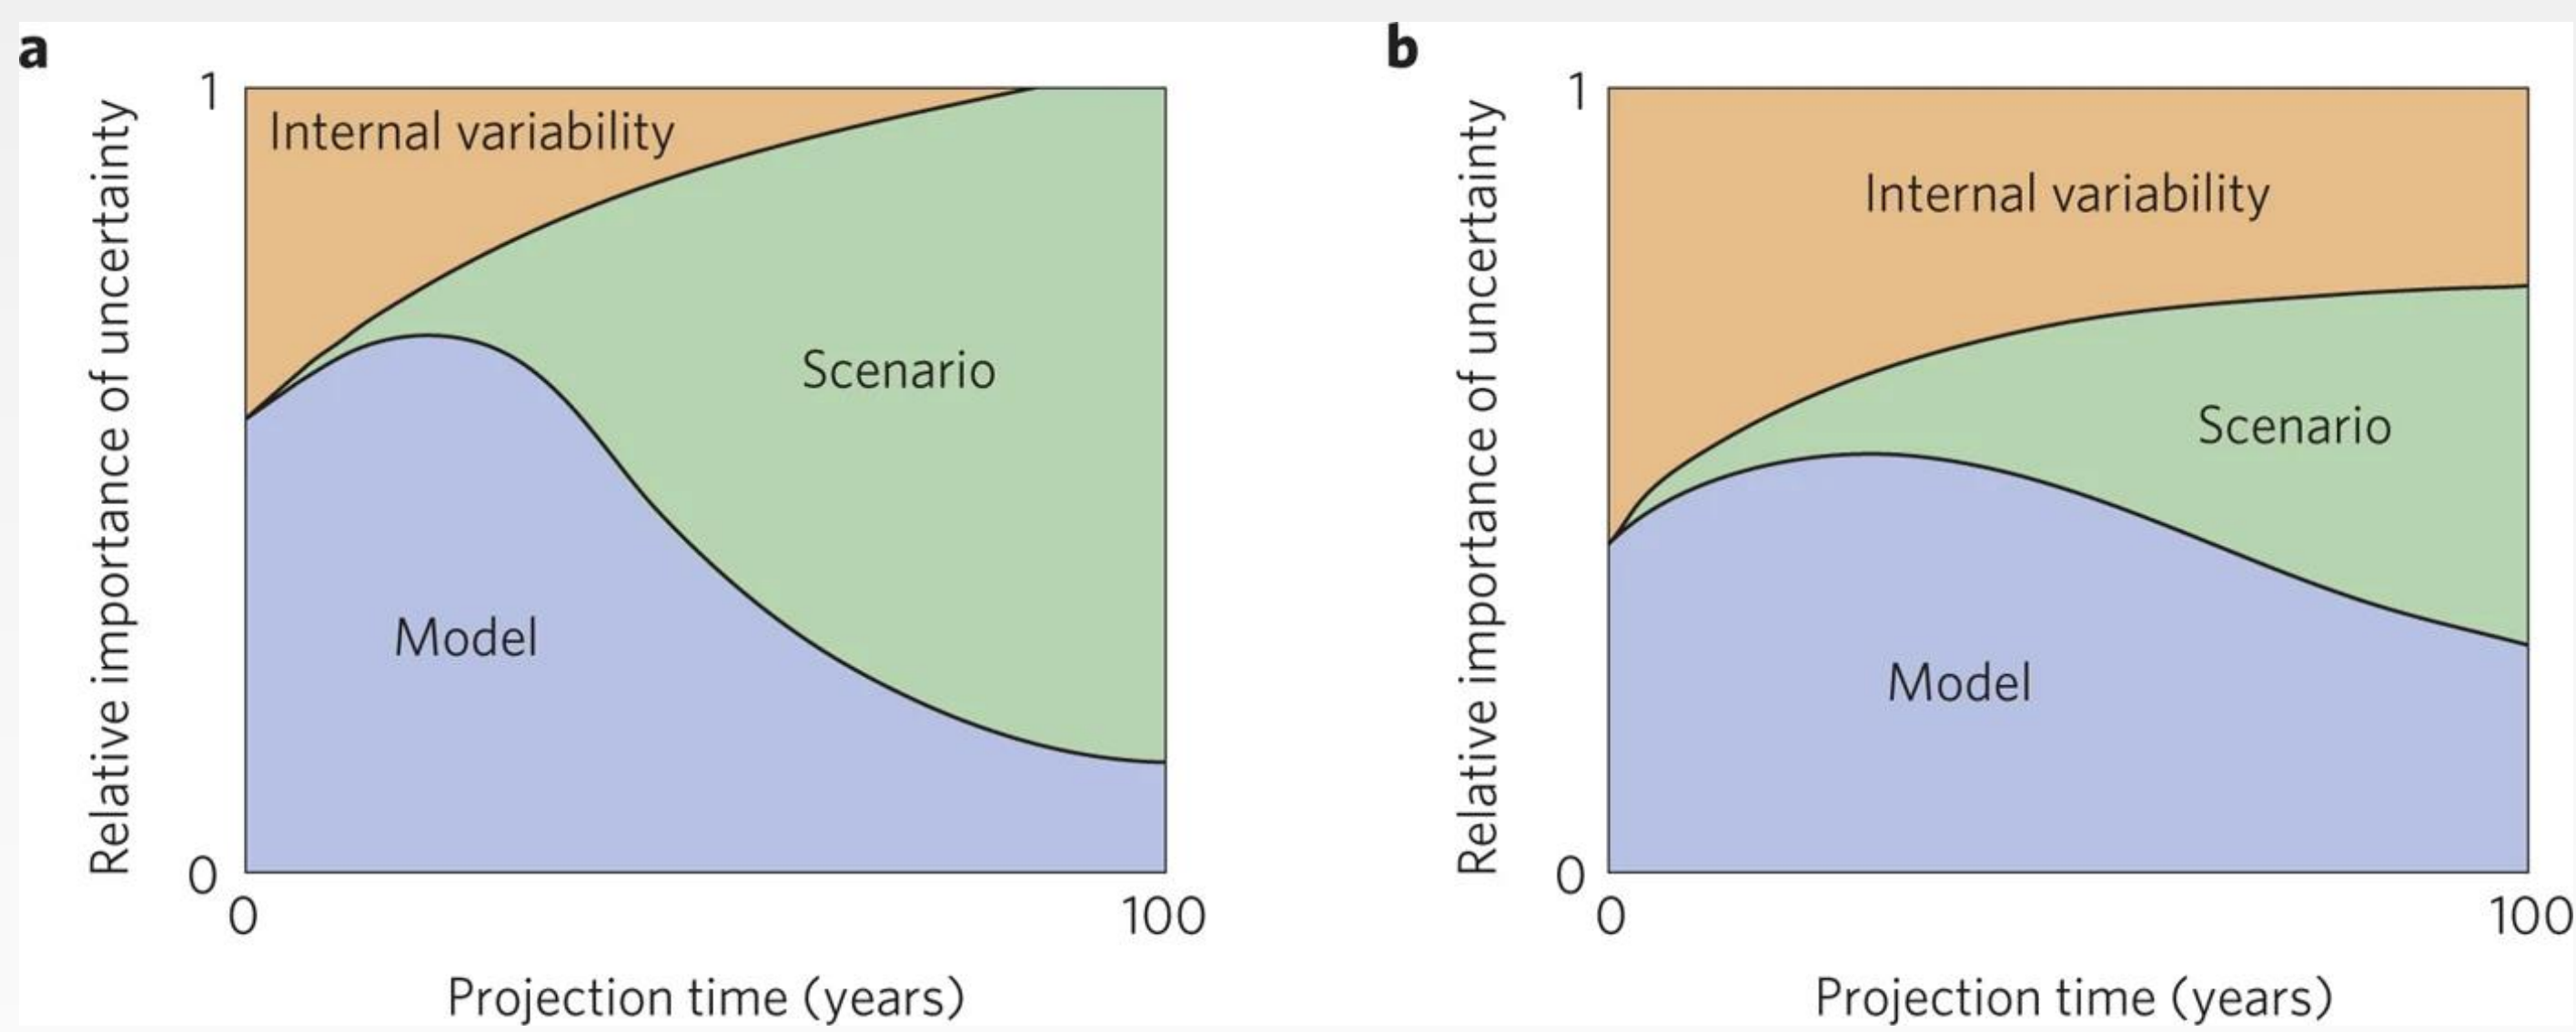 a
1
Internal variability
Scenario
Model
0
0
100
Relative importance of uncertainty
Projection time (years)
b
1
Internal variability
Scenario
Model
0
0
100
Relative importance of uncertainty
Projection time (years)